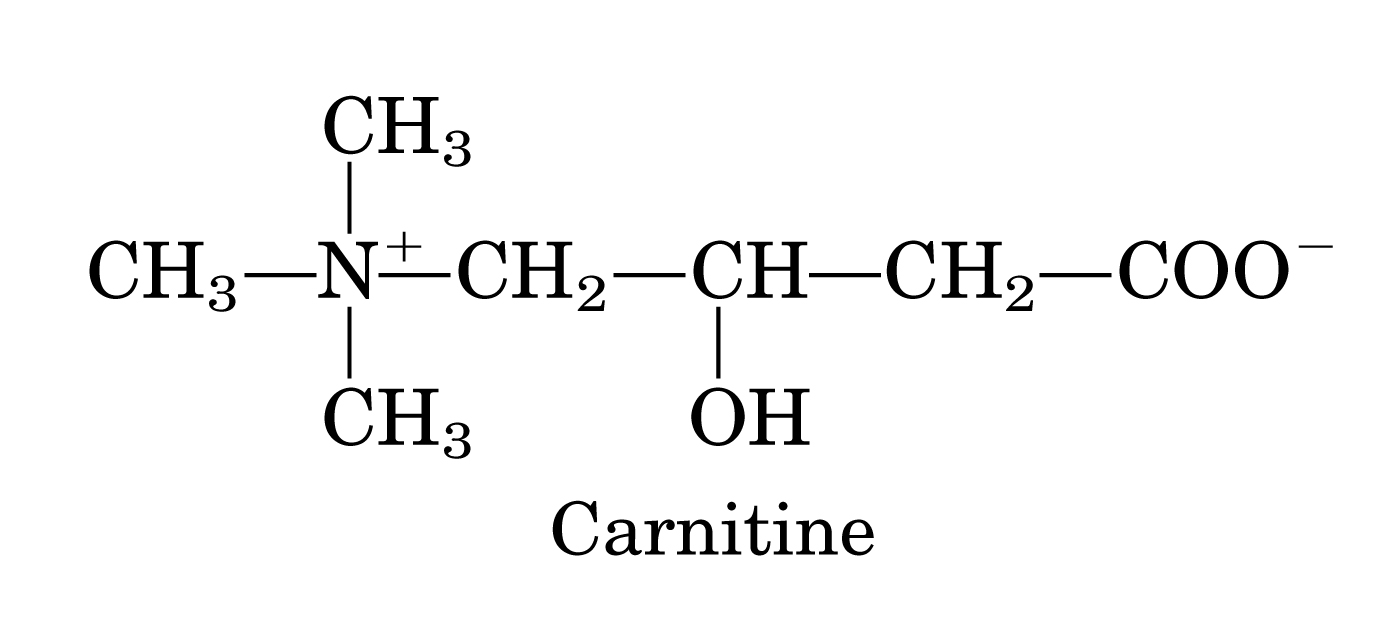 CH₃
CH₃—N⁺—CH₂—CH—CH₂—COO⁻
CH₃ OH
Carnitine